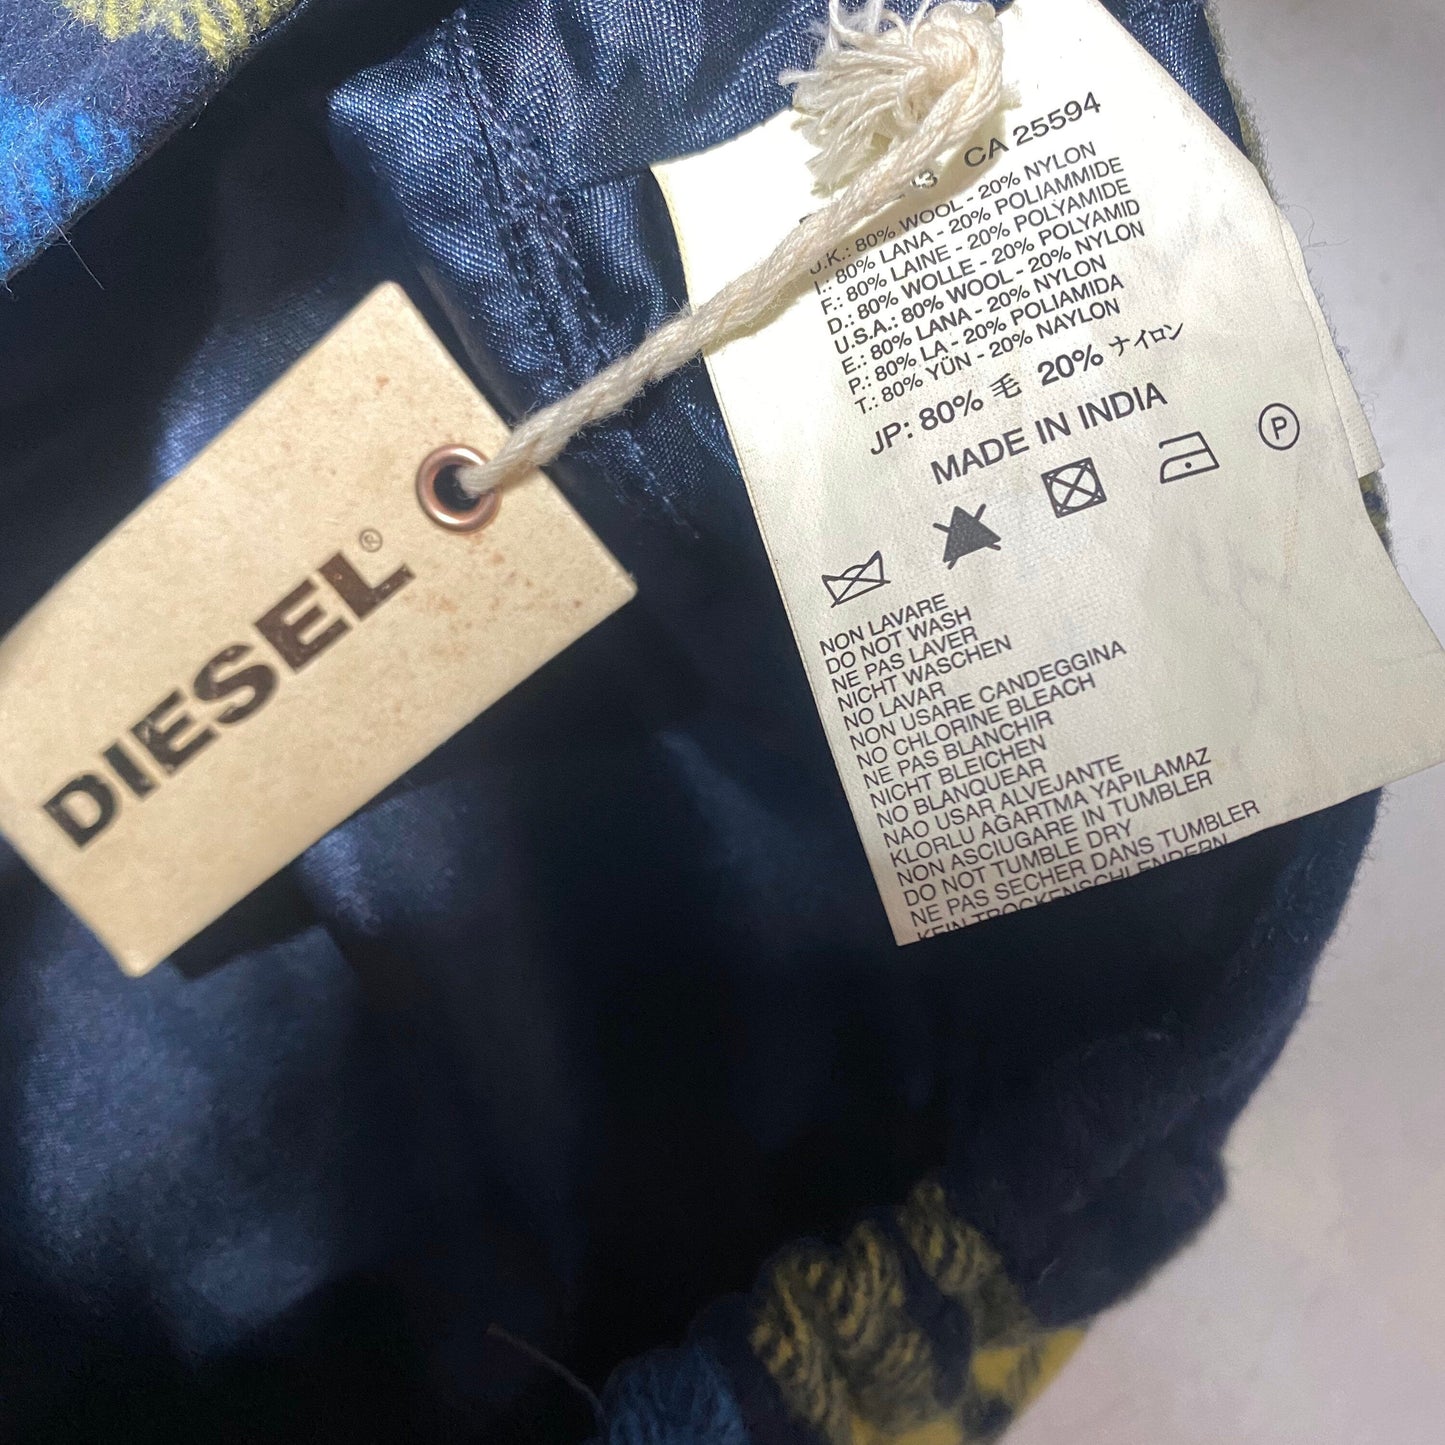 DIESEL®
CA 25594
U.K.: 80% WOOL - 20% NYLON
I.: 80% LANA - 20% POLIAMMIDE
F.: 80% LAINE - 20% POLYAMIDE
D.: 80% WOLLE - 20% POLYAMID
U.S.A.: 80% WOOL - 20% NYLON
E.: 80% LANA - 20% NYLON
P.: 80% LA - 20% POLIAMIDA
T.: 80% YÜN - 20% NAYLON
JP: 80% 毛 20% ナイロン
MADE IN INDIA
P
NON LAVARE
DO NOT WASH
NE PAS LAVER
NICHT WASCHEN
NO LAVAR
NON USARE CANDEGGINA
NO CHLORINE BLEACH
NE PAS BLANCHIR
NICHT BLEICHEN
NO BLANQUEAR
NAO USAR ALVEJANTE
KLORLU AGARTMA YAPILAMAZ
NON ASCIUGARE IN TUMBLER
DO NOT TUMBLE DRY
NE PAS SECHER DANS TUMBLER
KEIN TROCKENSCHLENDERN